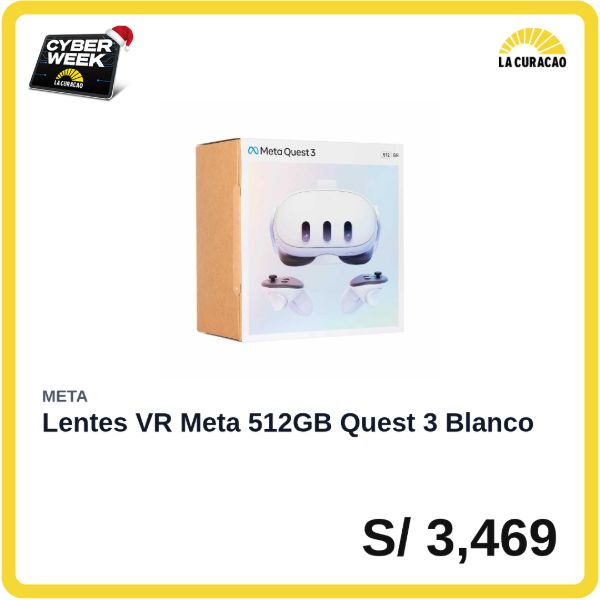 CYBER
WEEK
LA CURACAO
LA CURACAO
Meta Quest 3
512 GB
META
Lentes VR Meta 512GB Quest 3 Blanco
S/ 3,469